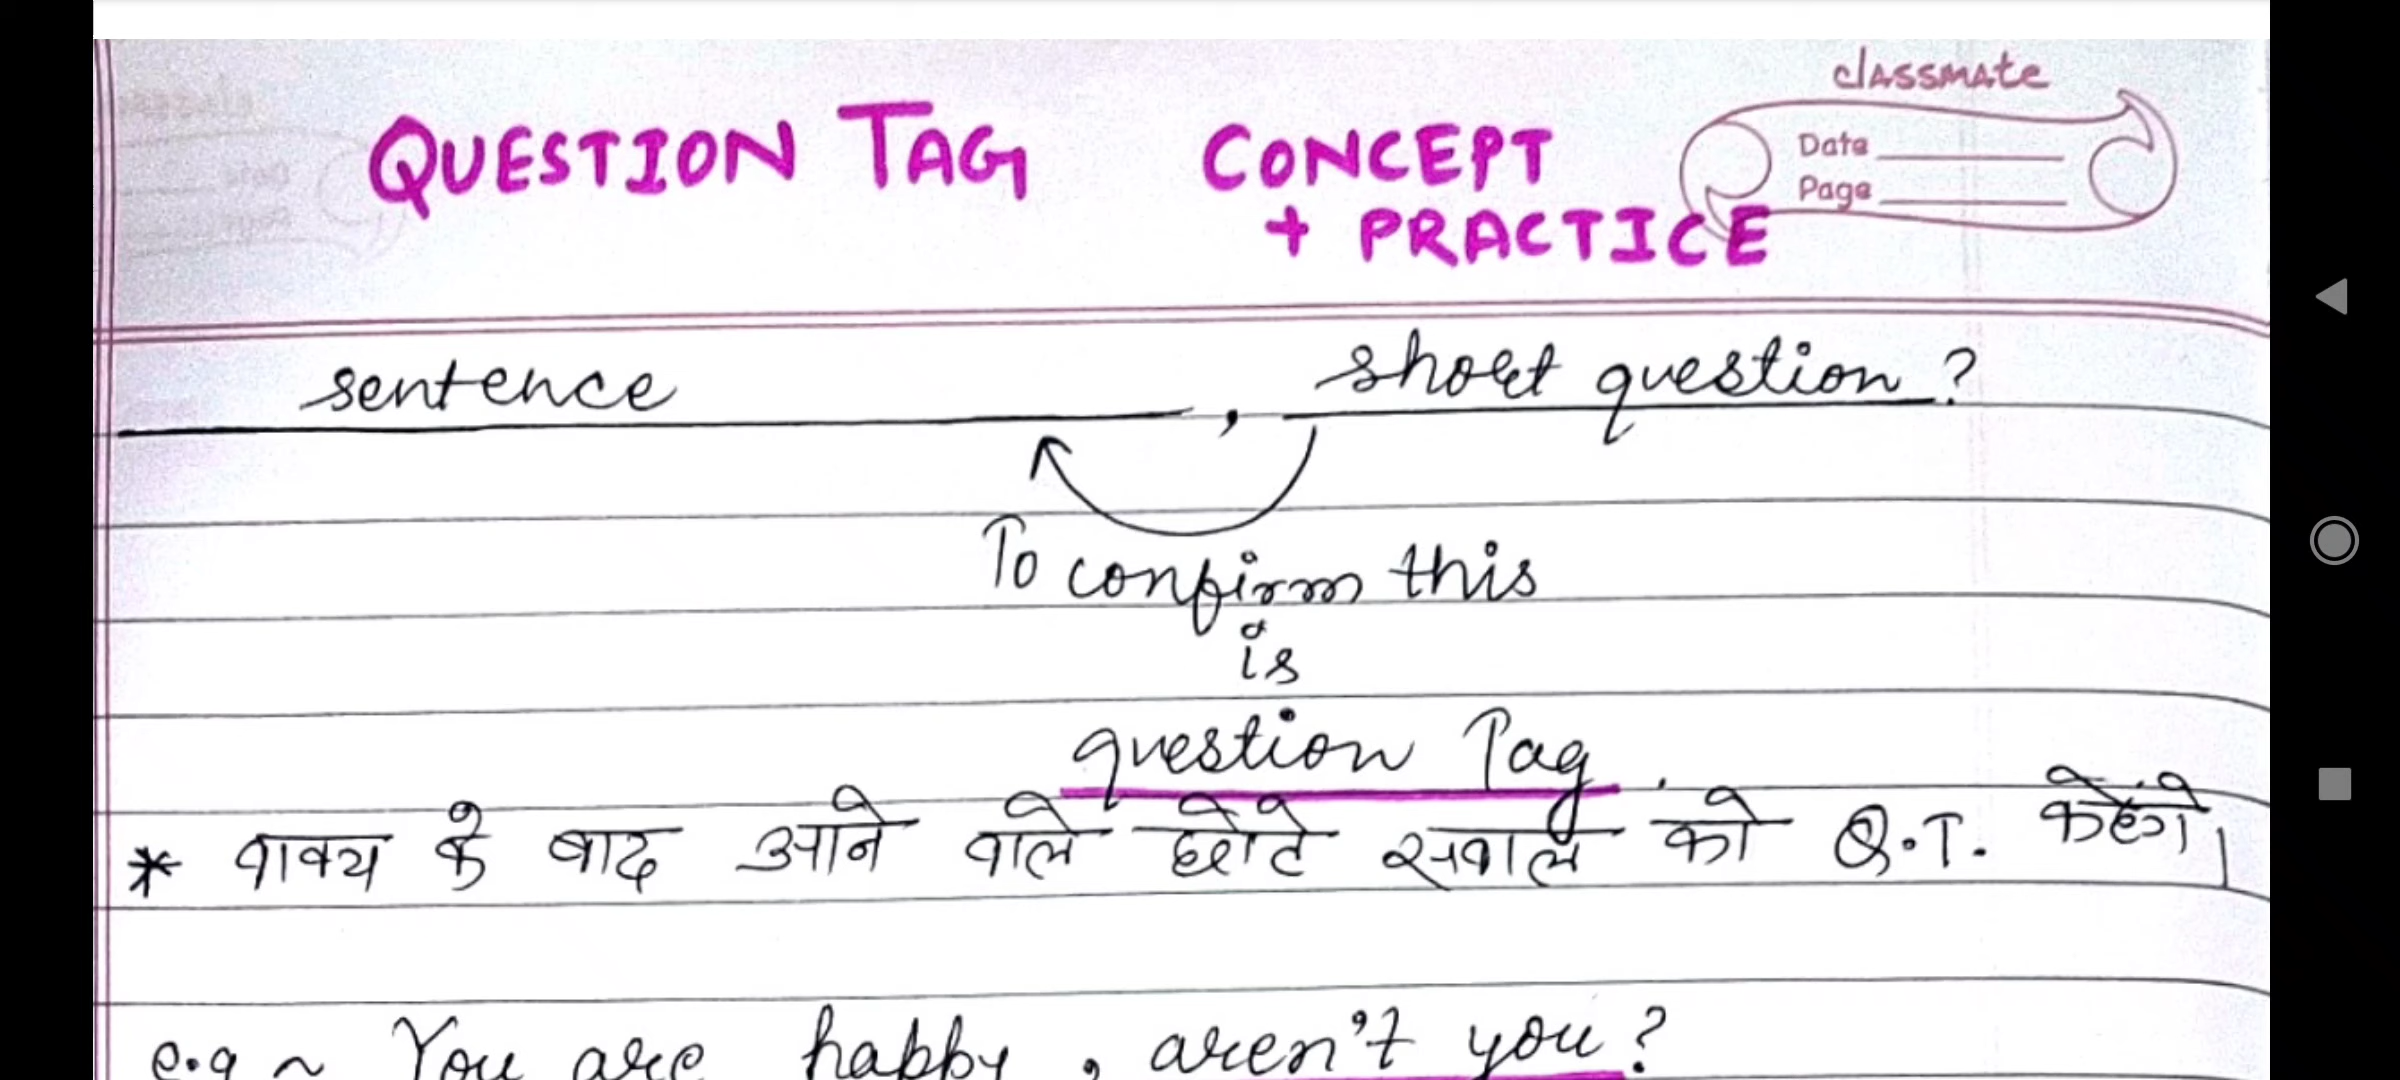 classmate
Date
Page
QUESTION TAG CONCEPT
+ PRACTICE
sentence , short question ?
To confirm this
is
question Tag
* वाक्य के बाद आने वाले छोटे सवाल को Q.T. कहेंगे।
e.g ~ You are happy , aren't you ?